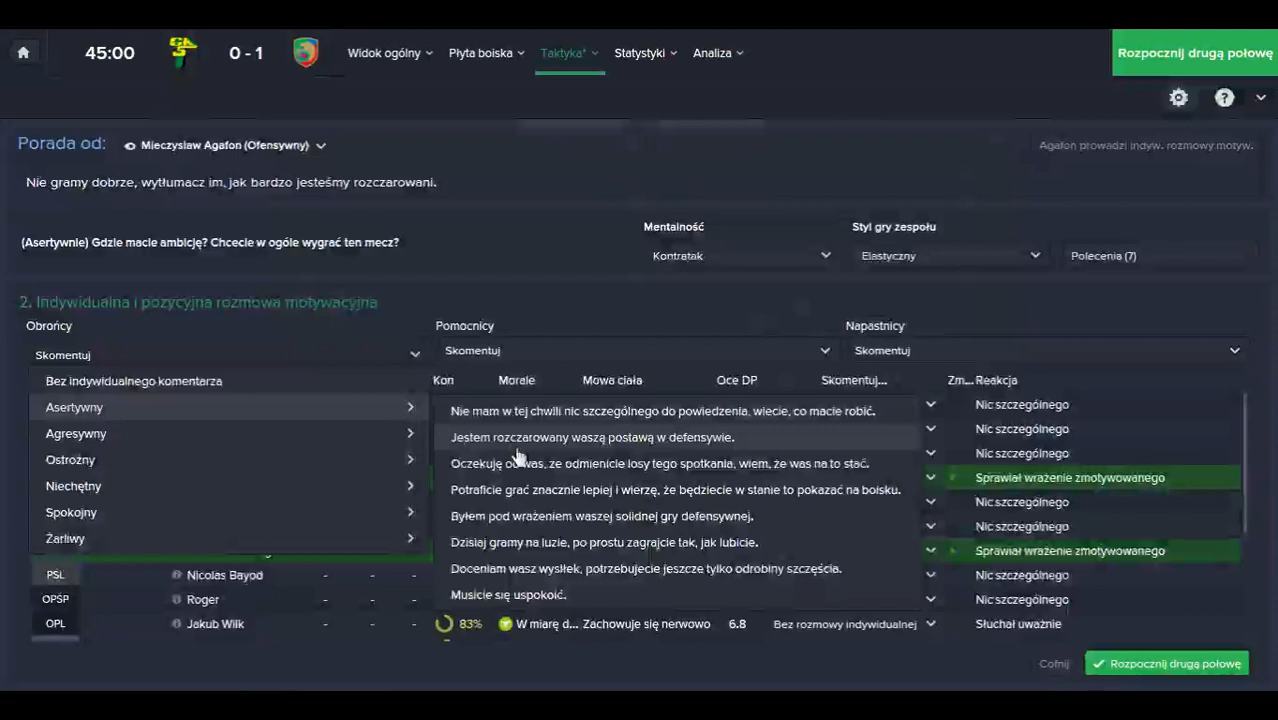 45:00
0 - 1
Widok ogólny
Płyta boiska
Taktyka*
Statystyki
Analiza
Rozpocznij drugą połowę
?
Porada od:
Mieczyslaw Agafon (Ofensywny)
Agafon prowadzi indyw. rozmowy motyw.
Nie gramy dobrze, wytłumacz im, jak bardzo jesteśmy rozczarowani.
Mentalność
Styl gry zespołu
(Asertywnie) Gdzie macie ambicję? Chcecie w ogóle wygrać ten mecz?
Kontratak
Elastyczny
Polecenia (7)
2. Indywidualna i pozycyjna rozmowa motywacyjna
Obrońcy
Pomocnicy
Napastnicy
Skomentuj
Skomentuj
Skomentuj
Bez indywidualnego komentarza
Kon
Morale
Mowa ciała
Oce DP
Skomentuj...
Zm...
Reakcja
Asertywny
Agresywny
Ostrożny
Niechętny
Spokojny
Żarliwy
Nie mam w tej chwili nic szczególnego do powiedzenia, wiecie, co macie robić.
Jestem rozczarowany waszą postawą w defensywie.
Oczekuję od was, że odmienicie losy tego spotkania, wiem, że was na to stać.
Potraficie grać znacznie lepiej i wierzę, że będziecie w stanie to pokazać na boisku.
Byłem pod wrażeniem waszej solidnej gry defensywnej.
Dzisiaj gramy na luzie, po prostu zagrajcie tak, jak lubicie.
Doceniam wasz wysiłek, potrzebujecie jeszcze tylko odrobiny szczęścia.
Musicie się uspokoić.
Nic szczególnego
Nic szczególnego
Sprawiał wrażenie zmotywowanego
Nic szczególnego
Nic szczególnego
Sprawiał wrażenie zmotywowanego
Nic szczególnego
Nic szczególnego
PSL Nicolas Bayod - - -
OPŚP Roger - - -
OPL Jakub Wilk - - - 83% W miarę d... Zachowuje się nerwowo 6.8 Bez rozmowy indywidualnej Słuchał uważnie
Cofnij
Rozpocznij drugą połowę